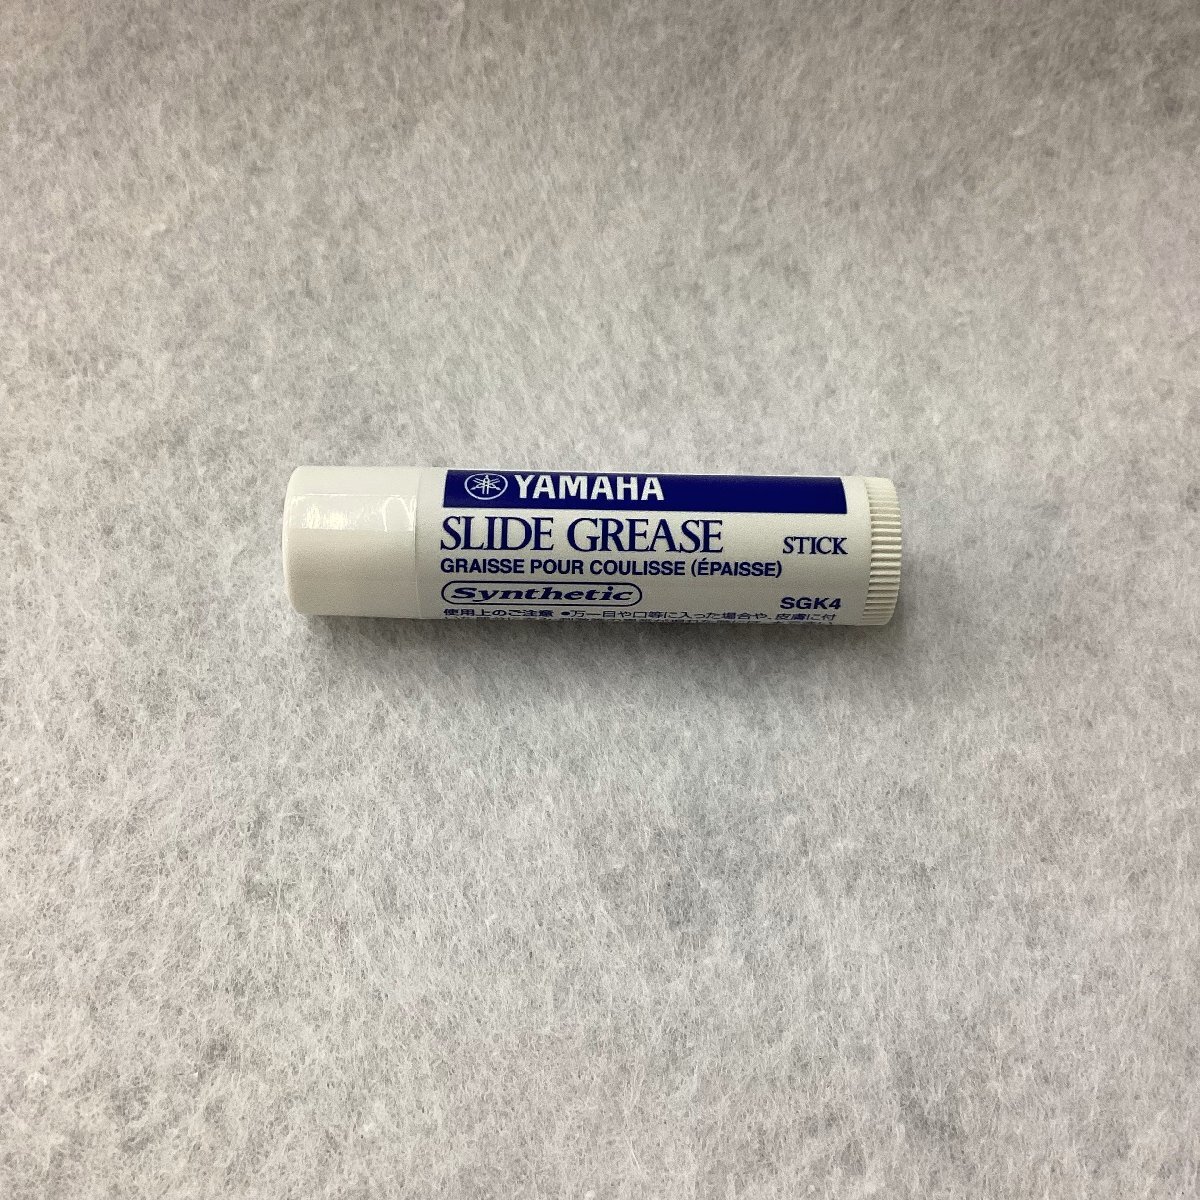 YAMAHA
SLIDE GREASE STICK
GRAISSE POUR COULISSE (ÉPAISSE)
Synthetic SGK4
使用上のご注意 •万一目や口等に入った場合や、皮膚に付